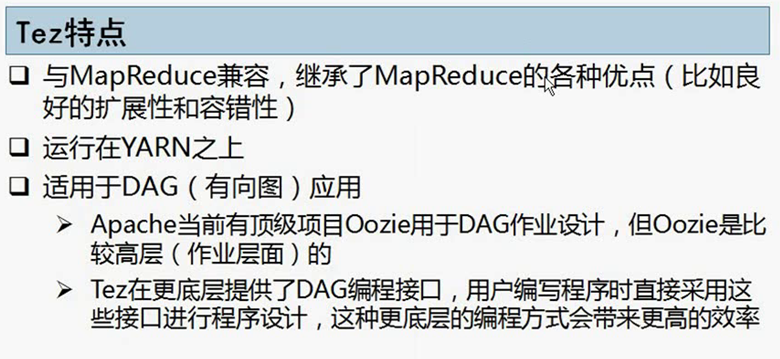 Tez特点
与MapReduce兼容，继承了MapReduce的各种优点（比如良
好的扩展性和容错性）
运行在YARN之上
适用于DAG（有向图）应用
Apache当前有顶级项目Oozie用于DAG作业设计，但Oozie是比
较高层（作业层面）的
Tez在更底层提供了DAG编程接口，用户编写程序时直接采用这
些接口进行程序设计，这种更底层的编程方式会带来更高的效率